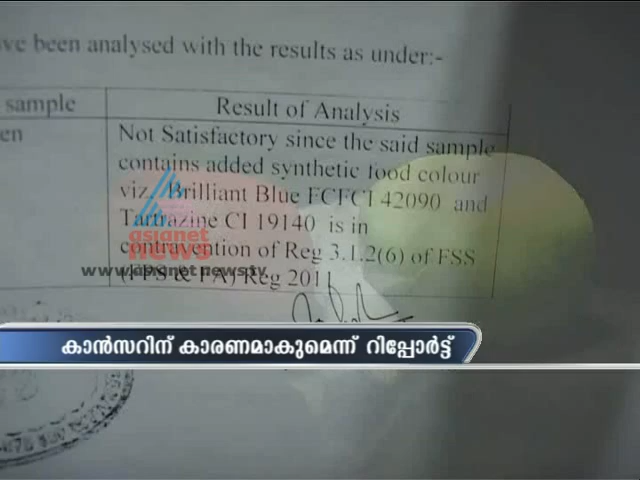 ve been analysed with the results as under:-
sample
Result of Analysis
en
Not Satisfactory since the said sample
contains added synthetic food colour
viz, Brilliant Blue FCFCI 42090 and
Tartrazine CI 19140 is in
contravention of Reg 3.1.2(6) of FSS
(FPS & FA) Reg 2011
asianet
news
www.asianetnews.tv
കാൻസറിന് കാരണമാകുമെന്ന് റിപ്പോർട്ട്